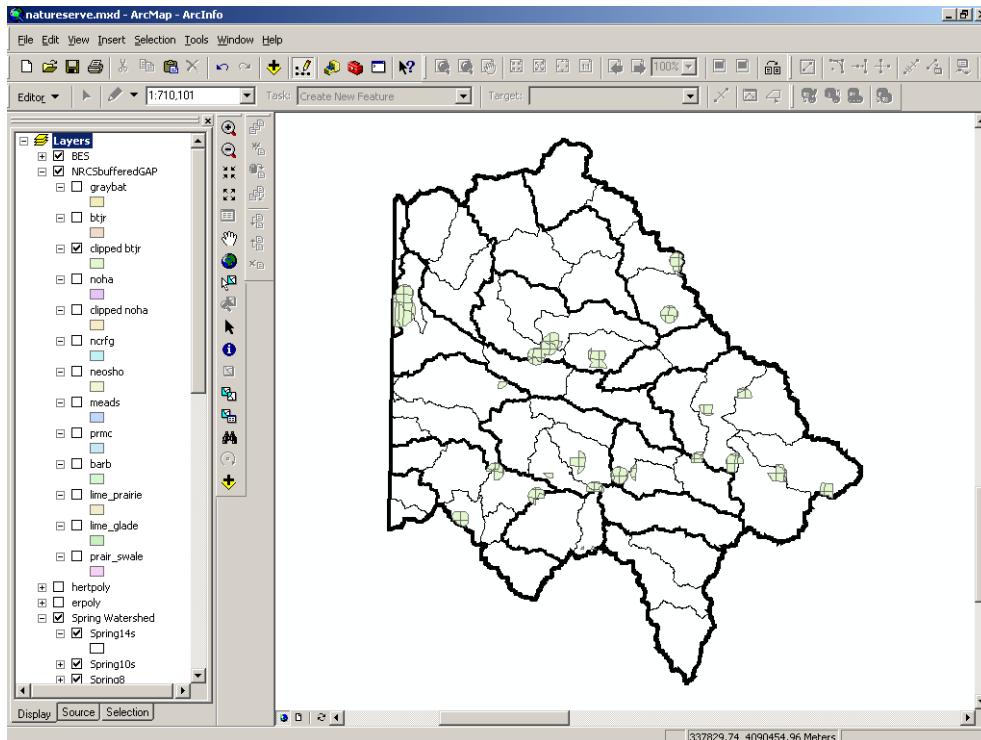 natureserve.mxd - ArcMap - ArcInfo
File Edit View Insert Selection Tools Window Help
100%
Editor 1:710,101 Task: Create New Feature Target:
Layers
BES
NRCSbufferedGAP
graybat
btjr
clipped btjr
noha
clipped noha
ncrfg
neosho
meads
prmc
barb
lime_prairie
lime_glade
prair_swale
hertpoly
erpoly
Spring Watershed
Spring14s
Spring10s
Spring8
Display Source Selection
337829.74 4090454.96 Meters